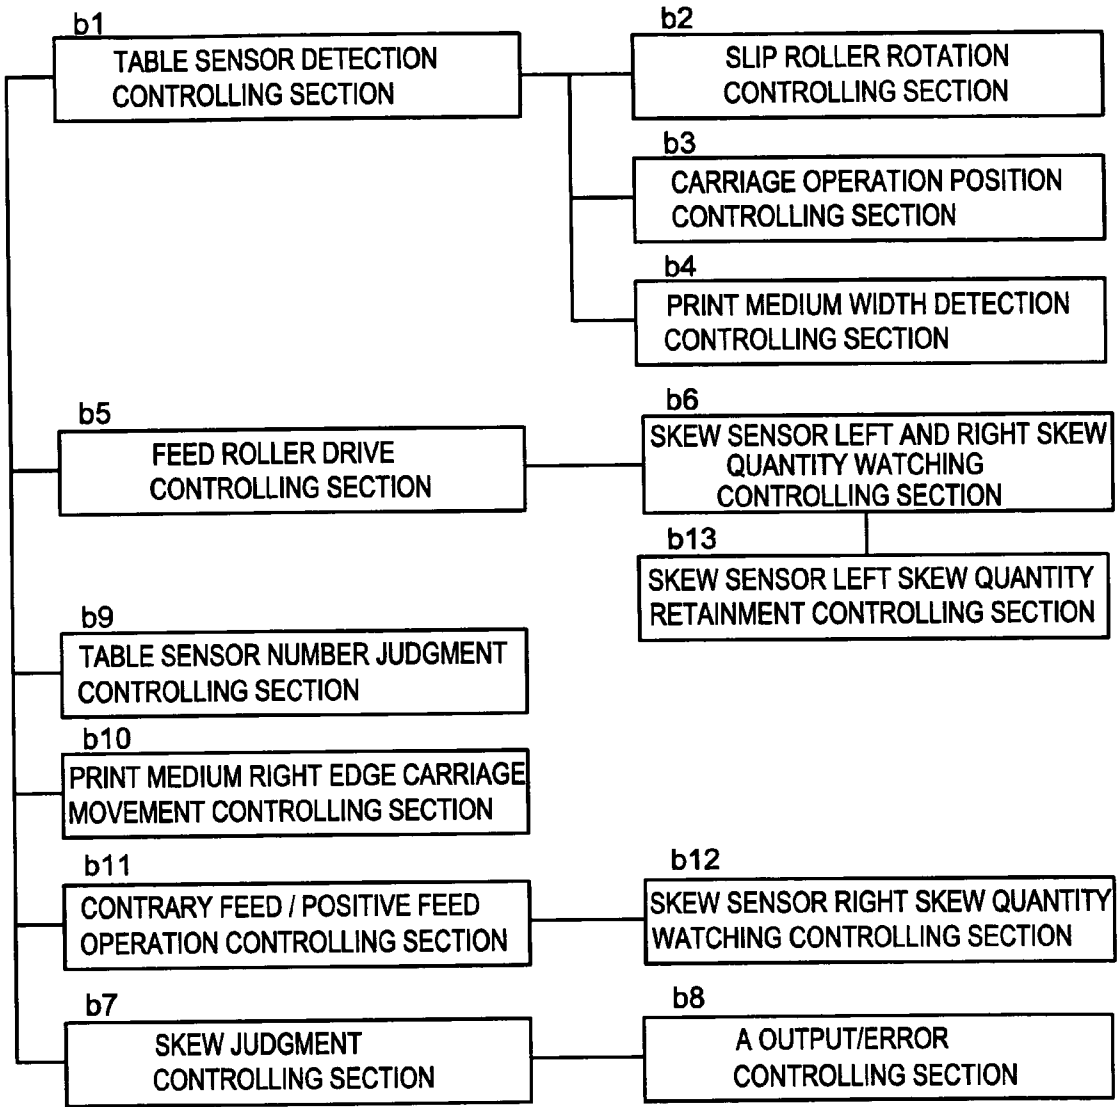 b1
TABLE SENSOR DETECTION
CONTROLLING SECTION
b2
SLIP ROLLER ROTATION
CONTROLLING SECTION
b3
CARRIAGE OPERATION POSITION
CONTROLLING SECTION
b4
PRINT MEDIUM WIDTH DETECTION
CONTROLLING SECTION
b5
FEED ROLLER DRIVE
CONTROLLING SECTION
b6
SKEW SENSOR LEFT AND RIGHT SKEW
QUANTITY WATCHING
CONTROLLING SECTION
b13
SKEW SENSOR LEFT SKEW QUANTITY
RETAINMENT CONTROLLING SECTION
b9
TABLE SENSOR NUMBER JUDGMENT
CONTROLLING SECTION
b10
PRINT MEDIUM RIGHT EDGE CARRIAGE
MOVEMENT CONTROLLING SECTION
b11
CONTRARY FEED / POSITIVE FEED
OPERATION CONTROLLING SECTION
b12
SKEW SENSOR RIGHT SKEW QUANTITY
WATCHING CONTROLLING SECTION
b7
SKEW JUDGMENT
CONTROLLING SECTION
b8
A OUTPUT/ERROR
CONTROLLING SECTION